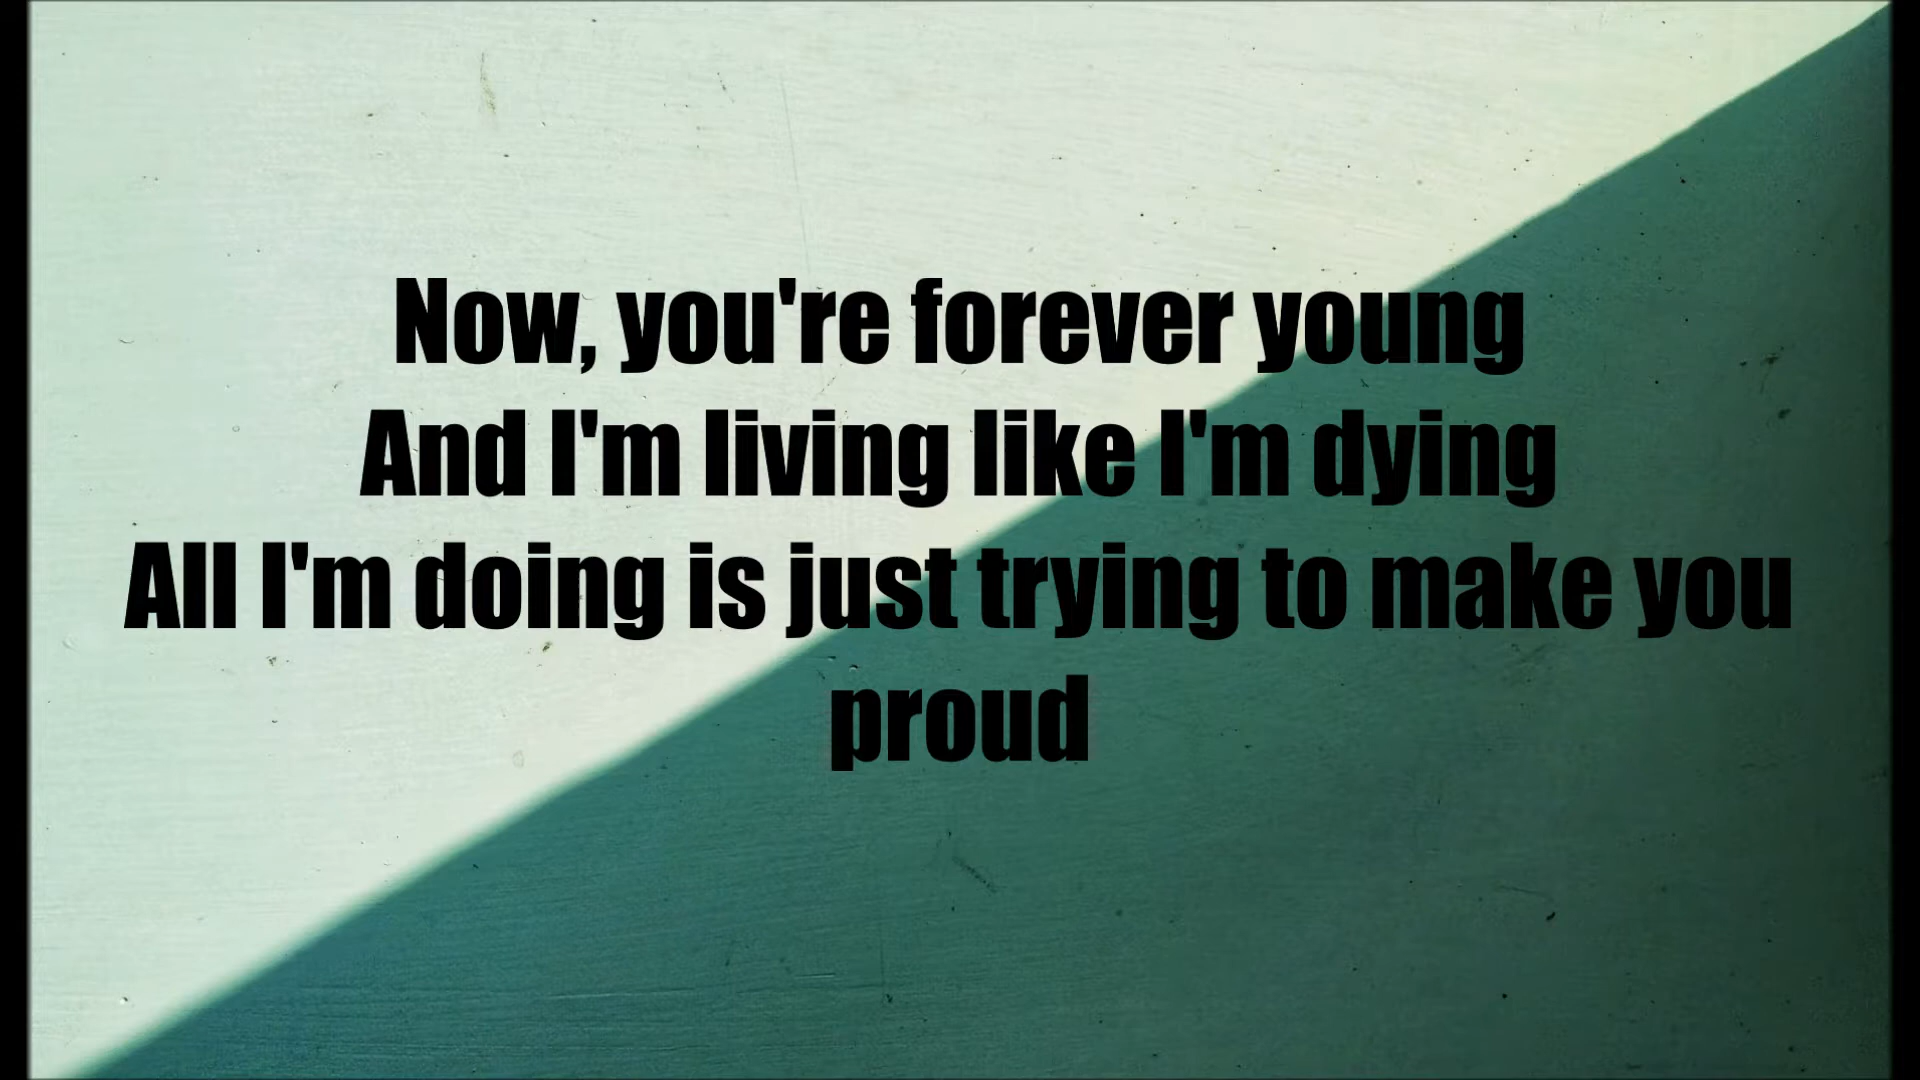 Now, you're forever young
And I'm living like I'm dying
All I'm doing is just trying to make you
proud